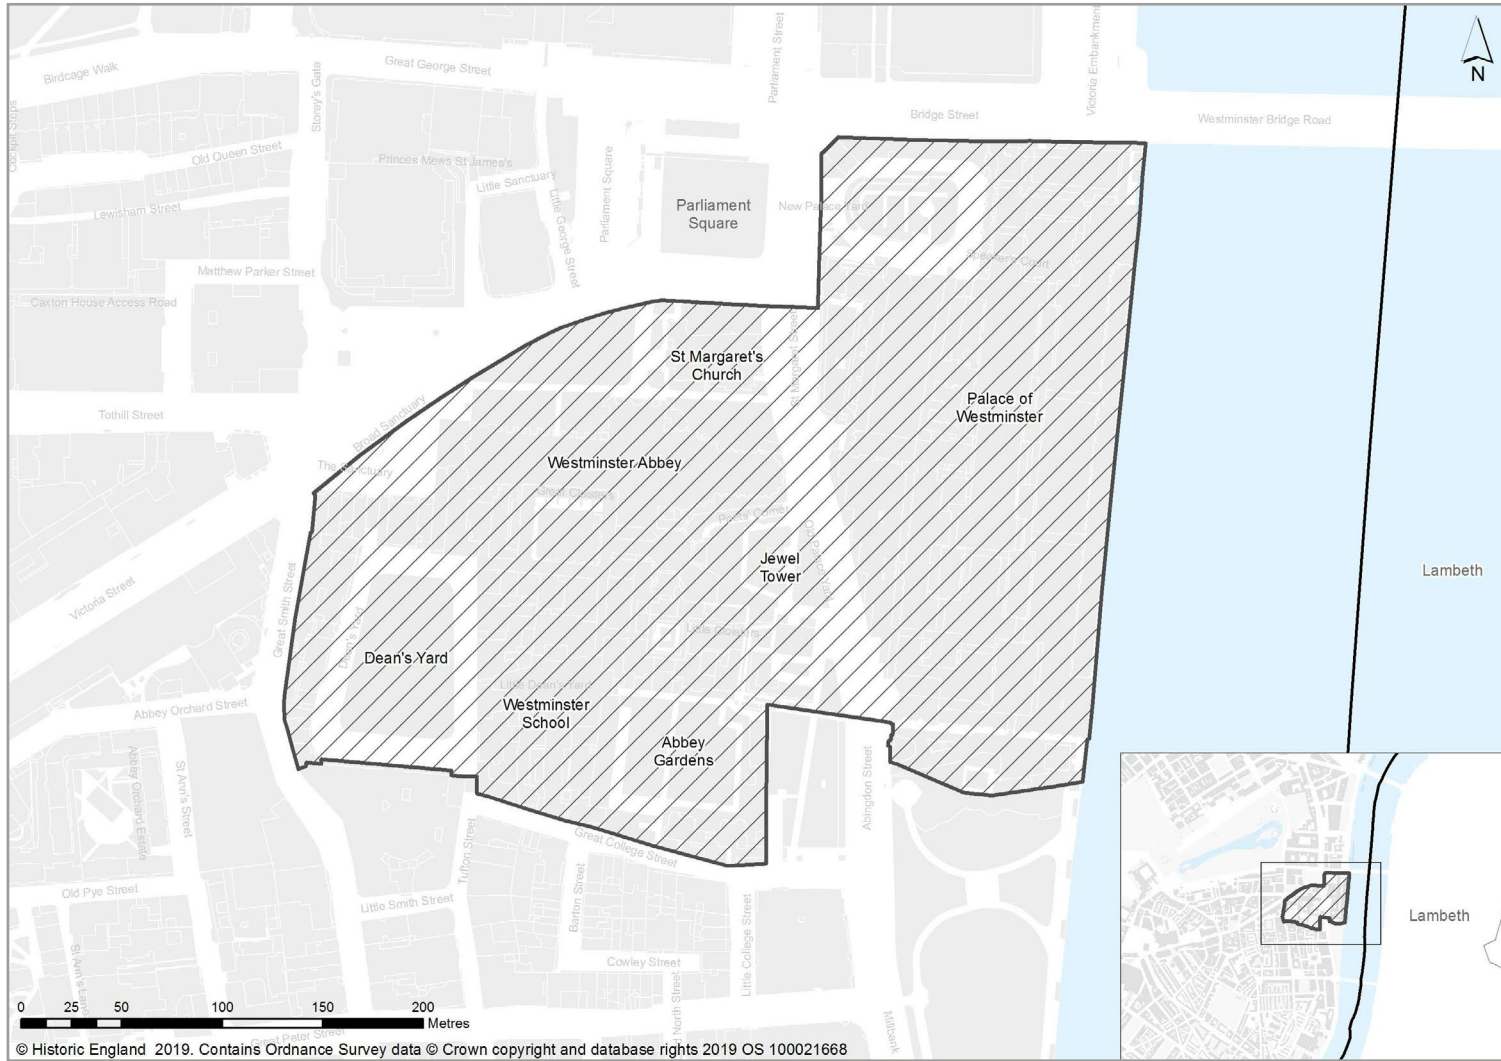 N
Birdcage Walk
Great George Street
Storey's Gate
Parliament Street
Victoria Embankment
Bridge Street
Westminster Bridge Road
Cockpit Steps
Old Queen Street
Princes Mews St James's
Little Sanctuary
Little George Street
Parliament Square
Parliament
Square
New Palace Yard
Lewisham Street
Speaker's Court
Matthew Parker Street
Caxton House Access Road
St Margaret Street
St Margaret's
Church
Palace of
Westminster
Tothill Street
Broad Sanctuary
The Sanctuary
Westminster Abbey
Great Cloisters
Poets' Corner
Old Palace Yard
Jewel
Tower
Lambeth
Victoria Street
Great Smith Street
Dean's Yard
Dean's Yard
Little Cloisters
Little Dean's Yard
Westminster
School
Abbey
Gardens
Abbey Orchard Street
Abbey Orchard Estate
St Ann's Street
Abingdon Street
Great College Street
Tufton Street
Barton Street
Old Pye Street
Little Smith Street
Little College Street
Cowley Street
St Ann's Lane
North Street
Millbank
Great Peter Street
Lambeth
0 25 50 100 150 200
Metres
© Historic England 2019. Contains Ordnance Survey data © Crown copyright and database rights 2019 OS 100021668